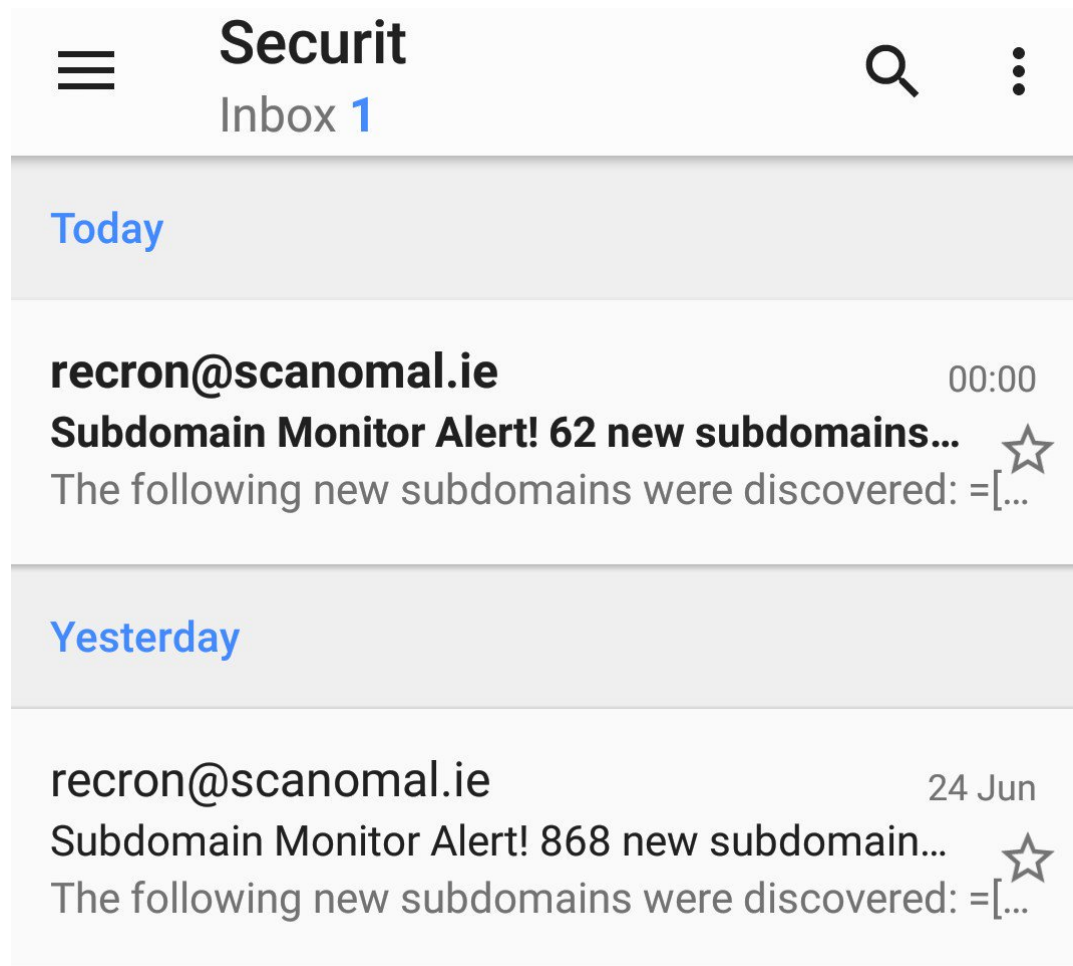 Securit
Inbox 1
Today
recron@scanomal.ie 00:00
Subdomain Monitor Alert! 62 new subdomains...
The following new subdomains were discovered: =[...
Yesterday
recron@scanomal.ie 24 Jun
Subdomain Monitor Alert! 868 new subdomain...
The following new subdomains were discovered: =[...